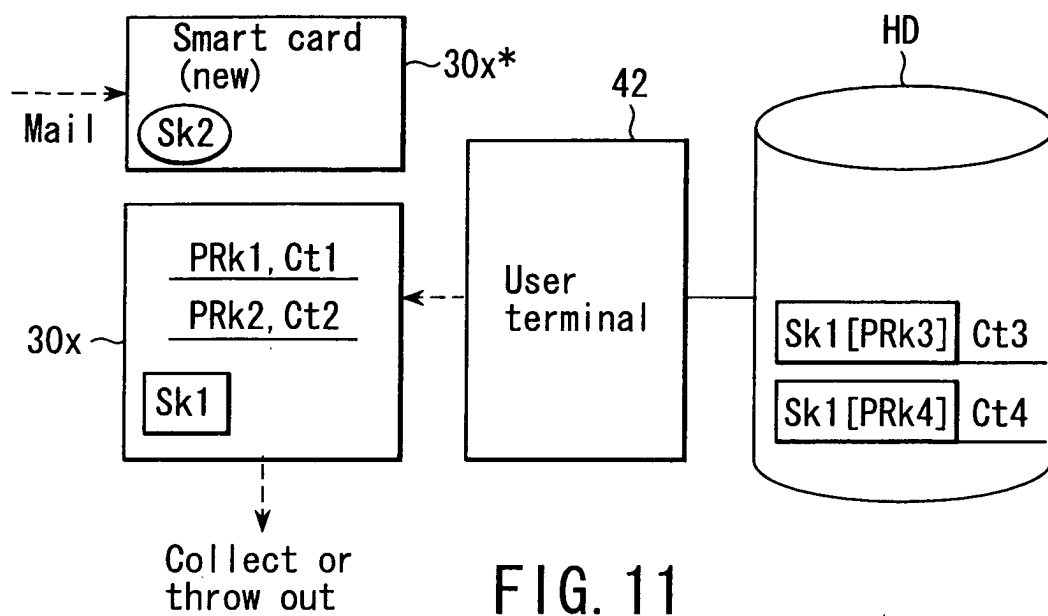 Smart card
(new)
Sk2
30x*
Mail
42
HD
PRk1, Ct1
PRk2, Ct2
30x
Sk1
User
terminal
Sk1[PRk3] Ct3
Sk1[PRk4] Ct4
Collect or
throw out
FIG. 11